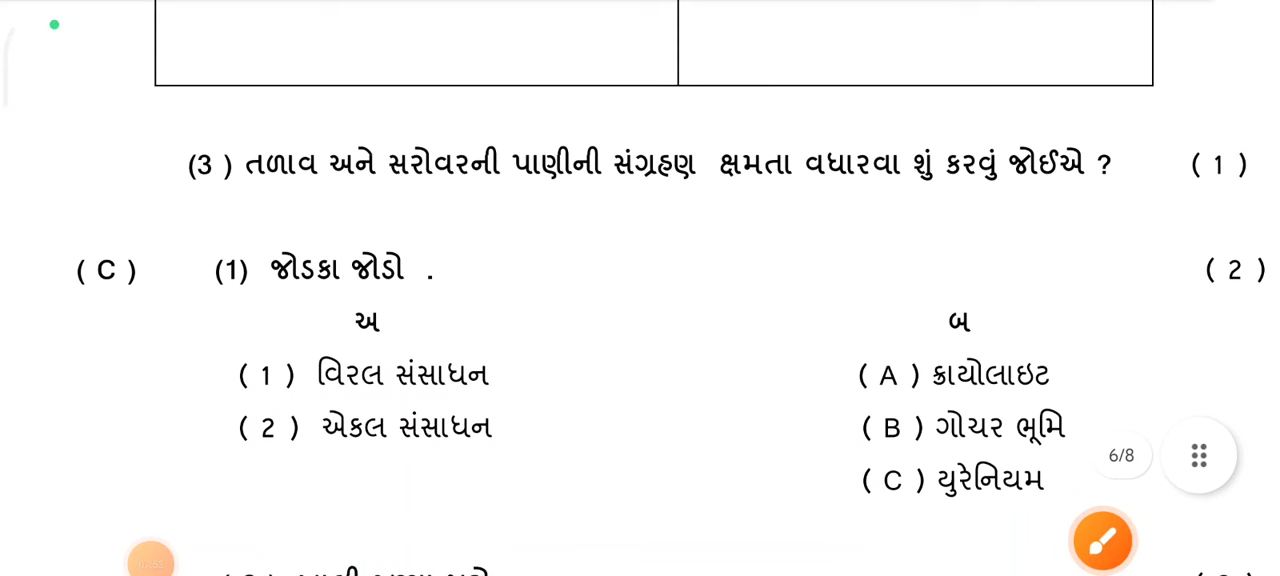 (3 ) તળાવ અને સરોવરની પાણીની સંગ્રહણ ક્ષમતા વધારવા શું કરવું જોઈએ ? ( 1 )
( C ) (1) જોડકા જોડો . ( 2 )
અ બ
( 1 ) વિરલ સંસાધન ( A ) ક્રાયોલાઇટ
( 2 ) એકલ સંસાધન ( B ) ગોચર ભૂમિ
6/8
( C ) યુરેનિયમ